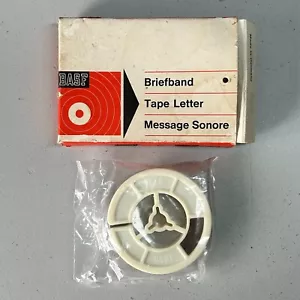 BASF
Briefband
Tape Letter
Message Sonore